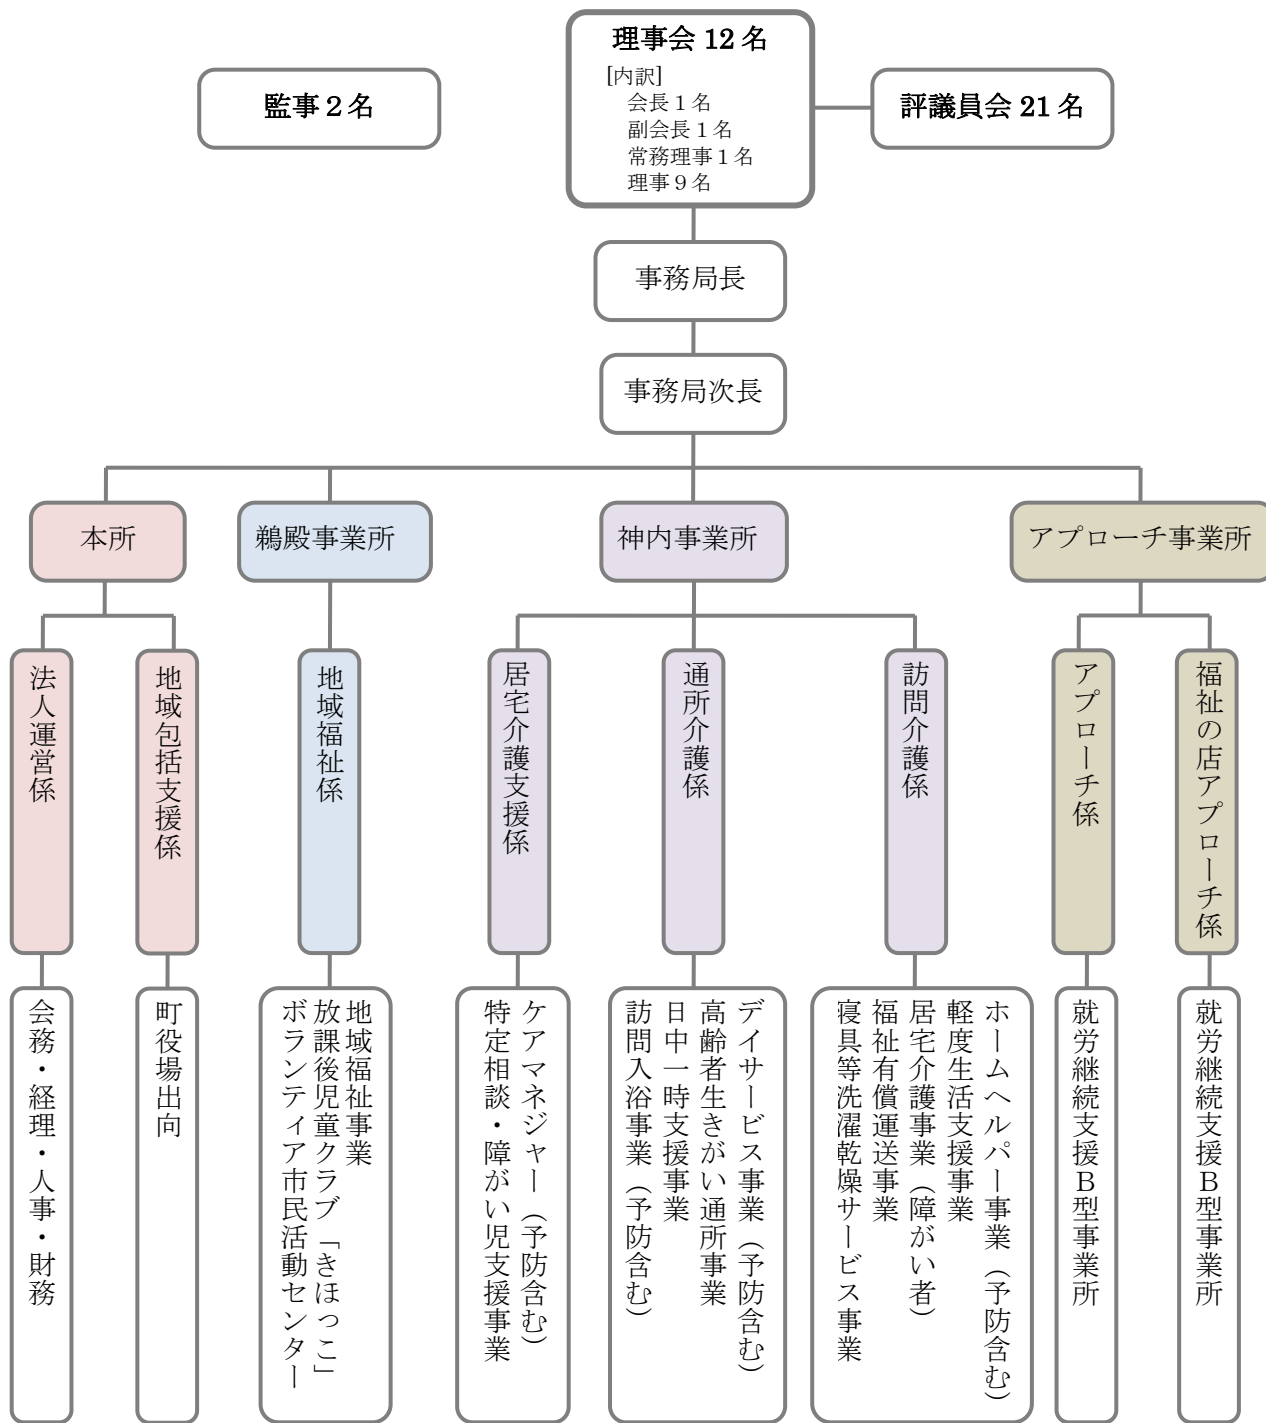 理事会 12 名
[内訳]
会長１名
副会長１名
常務理事１名
理事９名
監事２名
評議員会 21 名
事務局長
事務局次長
本所
鵜殿事業所
神内事業所
アプローチ事業所
法人運営係
地域包括支援係
地域福祉係
居宅介護支援係
通所介護係
訪問介護係
アプローチ係
福祉の店アプローチ係
会務・経理・人事・財務
町役場出向
地域福祉事業
放課後児童クラブ「きほっこ」
ボランティア市民活動センター
ケアマネジャー（予防含む）
特定相談・障がい児支援事業
デイサービス事業（予防含む）
高齢者生きがい通所事業
日中一時支援事業
訪問入浴事業（予防含む）
ホームヘルパー事業（予防含む）
軽度生活支援事業
居宅介護事業（障がい者）
福祉有償運送事業
寝具等洗濯乾燥サービス事業
就労継続支援Ｂ型事業所
就労継続支援Ｂ型事業所